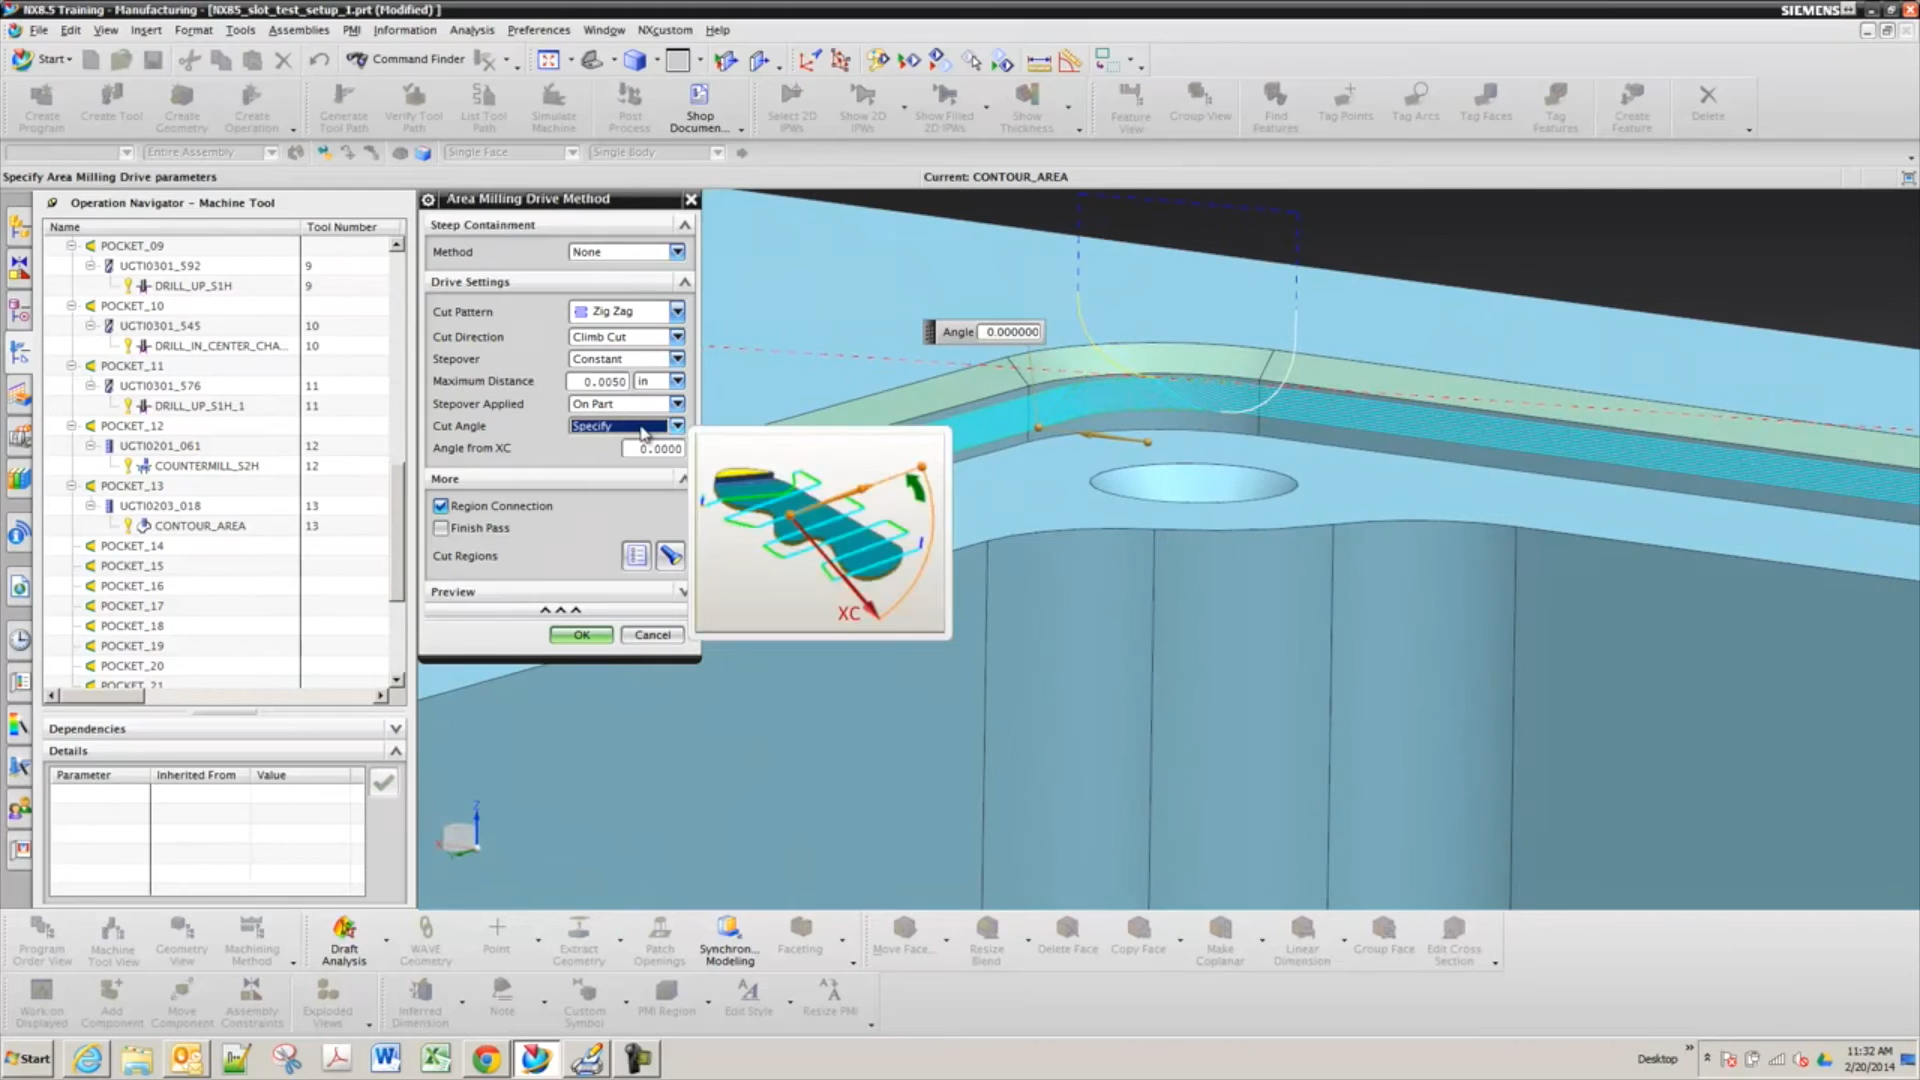 NX8.5 Training - Manufacturing - [NX85_slot_test_setup_1.prt (Modified) ]
SIEMENS
File Edit View Insert Format Tools Assemblies PMI Information Analysis Preferences Window NXcustom Help
Start Command Finder
Create Program
Create Tool
Create Geometry
Create Operation
Generate Tool Path
Verify Tool Path
List Tool Path
Simulate Machine
Post Process
Shop Documen...
Select 2D IPWs
Show 2D IPWs
Show Filled 2D IPWs
Show Thickness
Feature View
Group View
Find Features
Tag Points
Tag Arcs
Tag Faces
Tag Features
Create Feature
Delete
Entire Assembly Single Face Single Body
Specify Area Milling Drive parameters
Current: CONTOUR_AREA
Operation Navigator - Machine Tool
Name Tool Number
POCKET_09
UGTI0301_592 9
DRILL_UP_S1H 9
POCKET_10
UGTI0301_545 10
DRILL_IN_CENTER_CHA... 10
POCKET_11
UGTI0301_576 11
DRILL_UP_S1H_1 11
POCKET_12
UGTI0201_061 12
COUNTERMILL_S2H 12
POCKET_13
UGTI0203_018 13
CONTOUR_AREA 13
POCKET_14
POCKET_15
POCKET_16
POCKET_17
POCKET_18
POCKET_19
POCKET_20
POCKET_21
Dependencies
Details
Parameter Inherited From Value
Area Milling Drive Method
Steep Containment
Method None
Drive Settings
Cut Pattern Zig Zag
Cut Direction Climb Cut
Stepover Constant
Maximum Distance 0.0050 in
Stepover Applied On Part
Cut Angle Specify
Angle from XC 0.0000
More
Region Connection
Finish Pass
Cut Regions
Preview
OK Cancel
Angle 0.000000
XC
Z
X
Program Order View
Machine Tool View
Geometry View
Machining Method
Draft Analysis
WAVE Geometry
Point
Extract Geometry
Patch Openings
Synchron... Modeling
Faceting
Move Face...
Resize Blend
Delete Face
Copy Face
Make Coplanar
Linear Dimension
Group Face
Edit Cross Section
Work on Displayed
Add Component
Move Component
Assembly Constraints
Exploded Views
Inferred Dimension
Note
Custom Symbol
PMI Region
Edit Style
Resize PMI
Start
Desktop
11:32 AM
2/20/2014